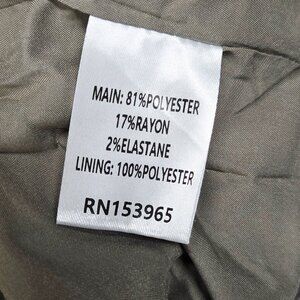 MAIN: 81%POLYESTER
17%RAYON
2%ELASTANE
LINING: 100%POLYESTER
RN153965